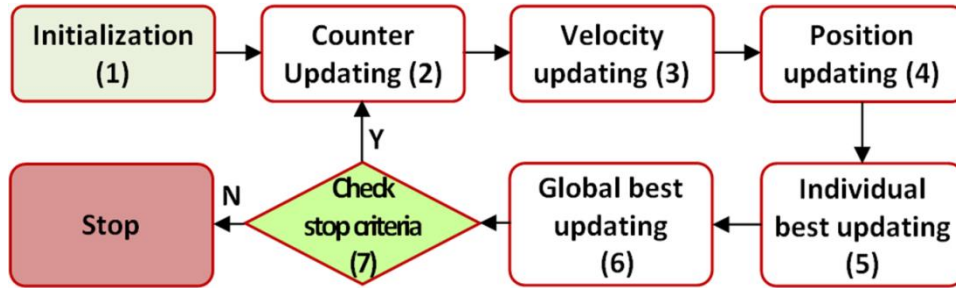 Initialization
(1)
Counter
Updating (2)
Velocity
updating (3)
Position
updating (4)
Individual
best updating
(5)
Global best
updating
(6)
Check
stop criteria
(7)
Y
N
Stop